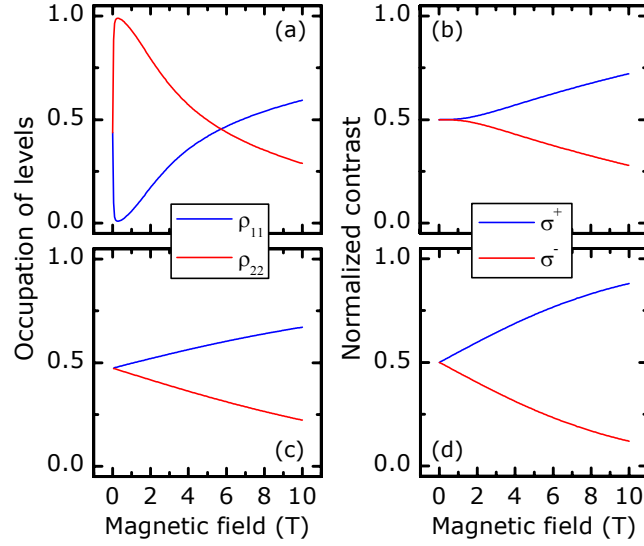 Occupation of levels
Normalized contrast
1.0
0.5
0.0
(a)
1.0
0.5
0.0
(b)
ρ11
ρ22
σ+
σ-
1.0
0.5
0.0
(c)
1.0
0.5
0.0
(d)
0 2 4 6 8 10
0 2 4 6 8 10
Magnetic field (T)
Magnetic field (T)